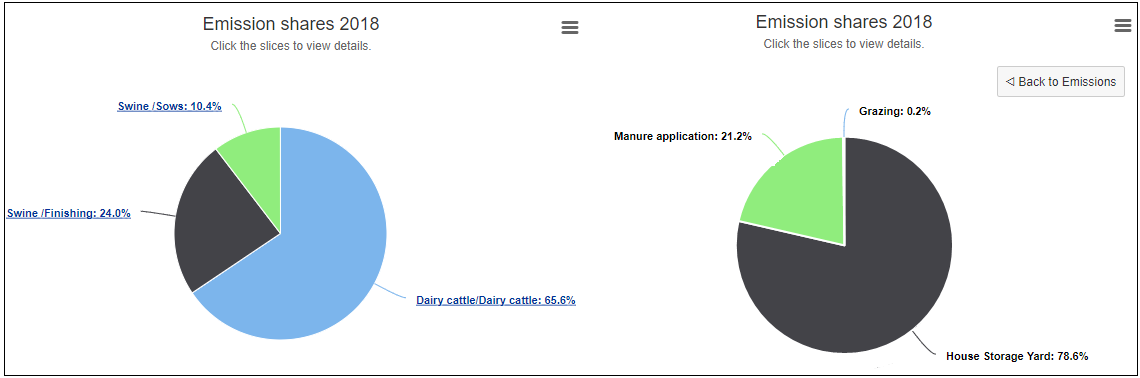 Emission shares 2018
Click the slices to view details.
Swine /Sows: 10.4%
Swine /Finishing: 24.0%
Dairy cattle/Dairy cattle: 65.6%
Emission shares 2018
Click the slices to view details.
◁ Back to Emissions
Grazing: 0.2%
Manure application: 21.2%
House Storage Yard: 78.6%